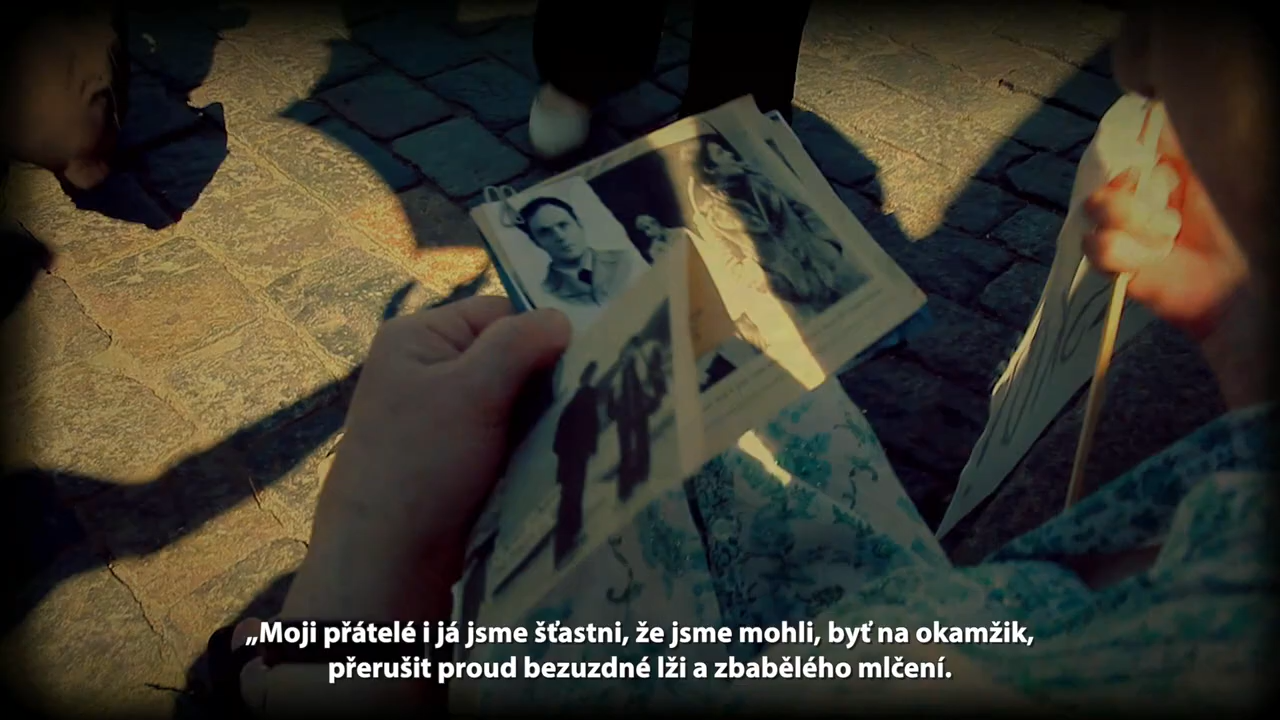 „Moji přátelé i já jsme šťastni, že jsme mohli, byť na okamžik,
přerušit proud bezuzdné lži a zbabělého mlčení.